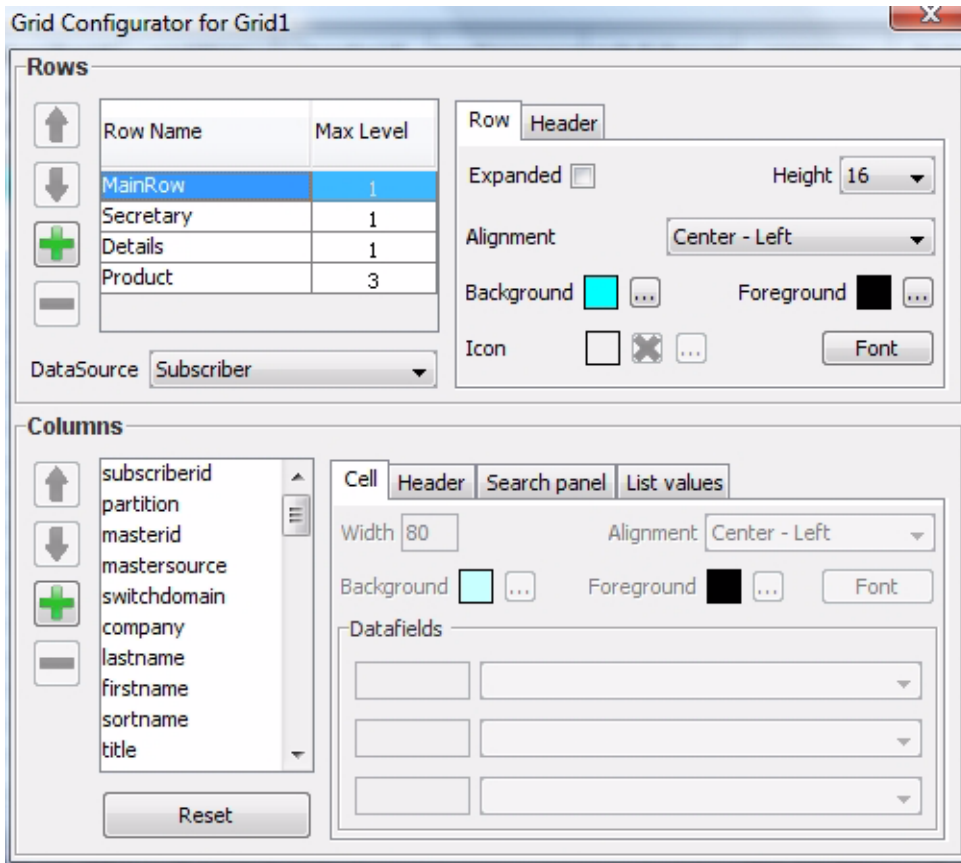 Grid Configurator for Grid1
Rows
Row Name Max Level
MainRow 1
Secretary 1
Details 1
Product 3
DataSource Subscriber
Row Header
Expanded Height 16
Alignment Center - Left
Background ... Foreground ...
Icon ... Font
Columns
subscriberid
partition
masterid
mastersource
switchdomain
company
lastname
firstname
sortname
title
Reset
Cell Header Search panel List values
Width 80 Alignment Center - Left
Background ... Foreground ... Font
Datafields